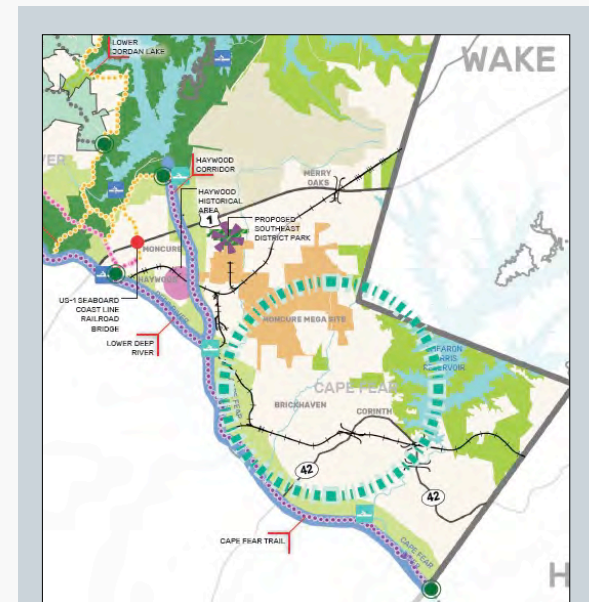 LOWER
JORDAN LAKE
WAKE
HAYWOOD
CORRIDOR
MERRY
OAKS
HAYWOOD
HISTORICAL
AREA
1
PROPOSED
SOUTHEAST
DISTRICT PARK
MONCURE
HAYWOOD
US-1 SEABOARD
COAST LINE
RAILROAD
BRIDGE
MONCURE MEGA SITE
LOWER DEEP
RIVER
CAPE FEAR
BRICKHAVEN
CORINTH
42
42
CAPE FEAR TRAIL
CAPE FEAR
H